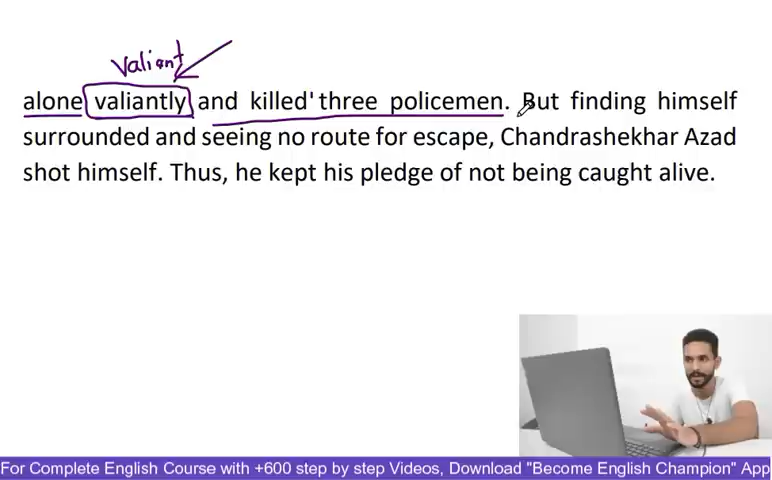 valiant
alone valiantly and killed three policemen. But finding himself
surrounded and seeing no route for escape, Chandrashekhar Azad
shot himself. Thus, he kept his pledge of not being caught alive.
For Complete English Course with +600 step by step Videos, Download "Become English Champion" App